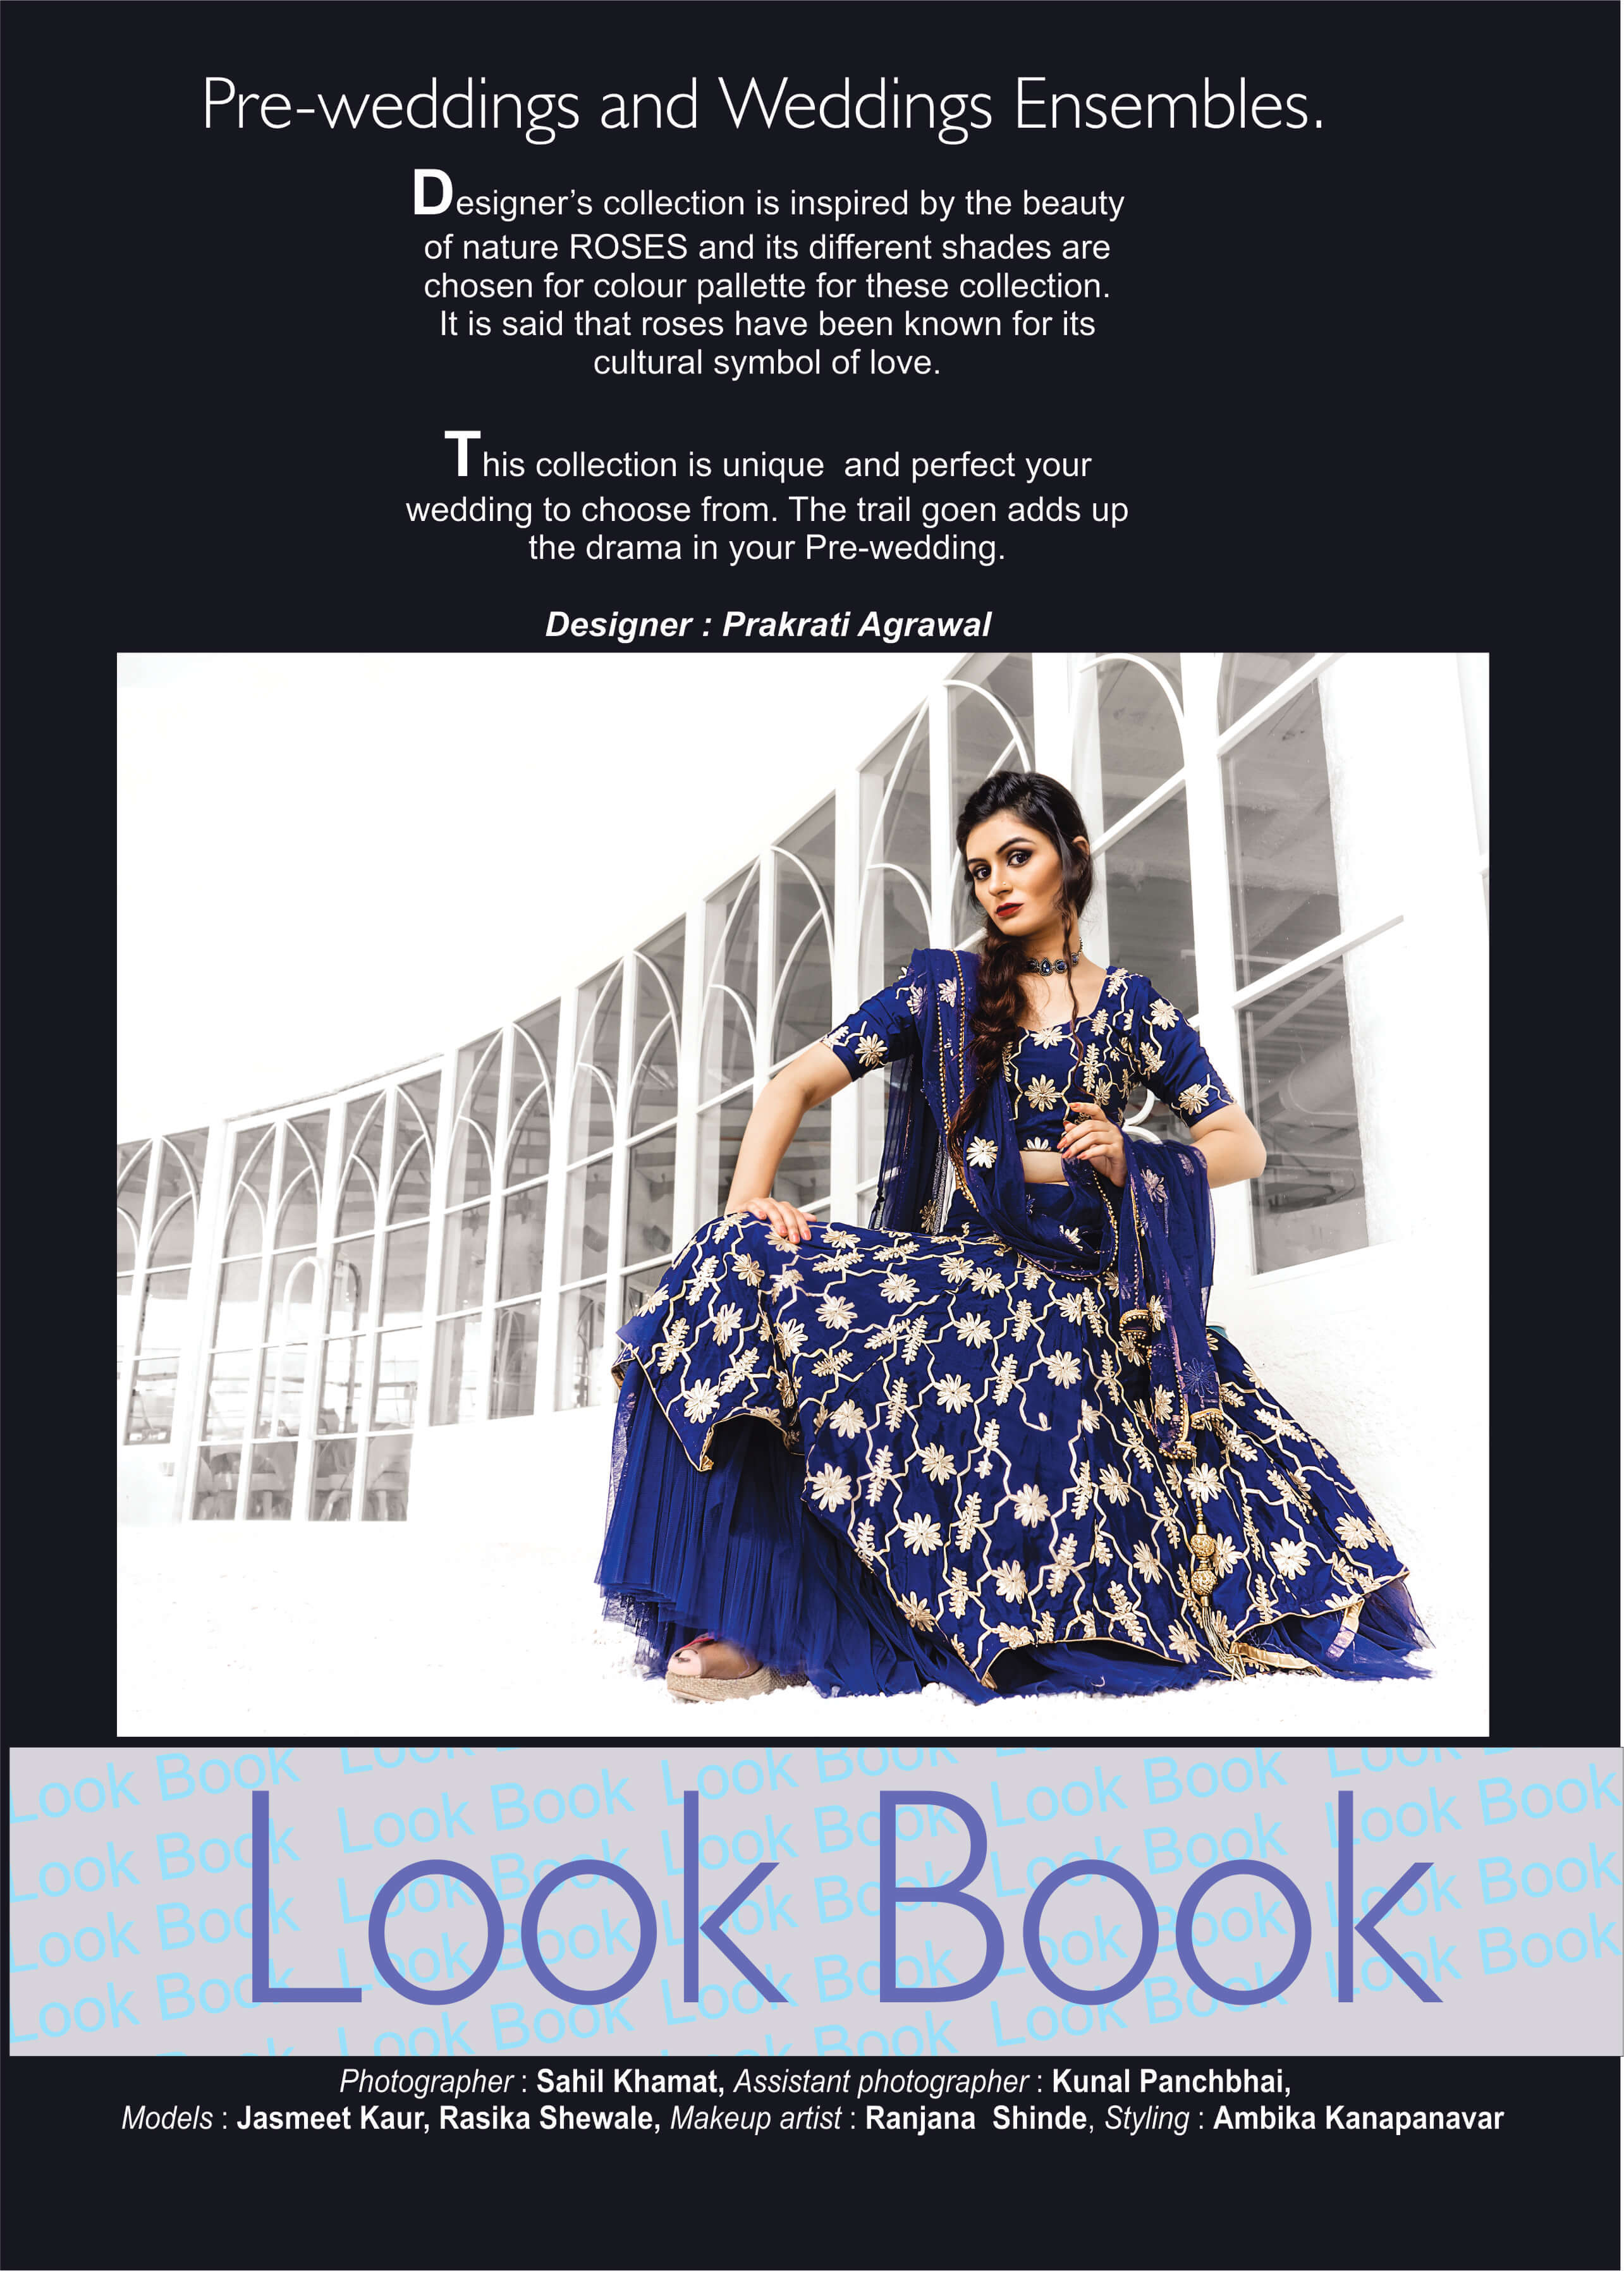 Pre-weddings and Weddings Ensembles.
Designer’s collection is inspired by the beauty
of nature ROSES and its different shades are
chosen for colour pallette for these collection.
It is said that roses have been known for its
cultural symbol of love.
This collection is unique  and perfect your
wedding to choose from. The trail goen adds up
the drama in your Pre-wedding.
Designer : Prakrati Agrawal
Look Book
Photographer : Sahil Khamat, Assistant photographer : Kunal Panchbhai,
Models : Jasmeet Kaur, Rasika Shewale, Makeup artist : Ranjana  Shinde, Styling : Ambika Kanapanavar